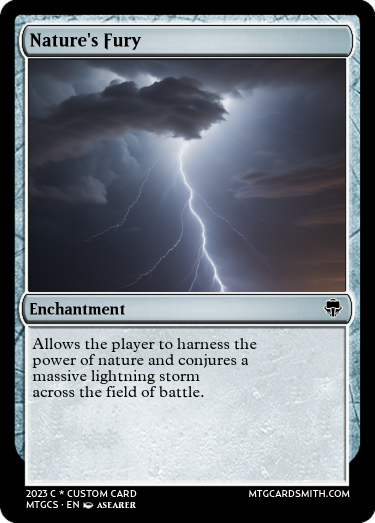 Nature's Fury
Enchantment
Allows the player to harness the
power of nature and conjures a
massive lightning storm
across the field of battle.
2023 C * CUSTOM CARD
MTGCS · EN ASEARER
MTGCARDSMITH.COM